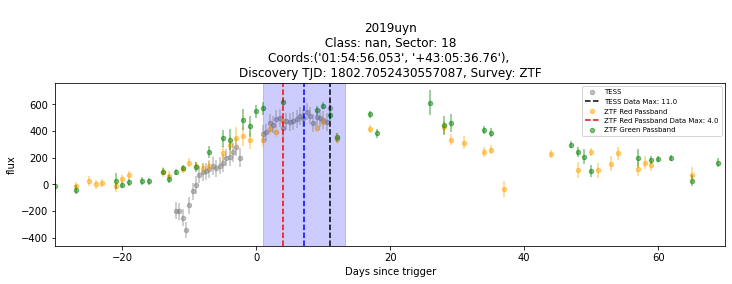 2019uyn
Class: nan, Sector: 18
Coords:('01:54:56.053', '+43:05:36.76'),
Discovery TJD: 1802.7052430557087, Survey: ZTF
TESS
TESS Data Max: 11.0
ZTF Red Passband
ZTF Red Passband Data Max: 4.0
ZTF Green Passband
flux
600
400
200
0
−200
−400
−20
0
20
40
60
Days since trigger